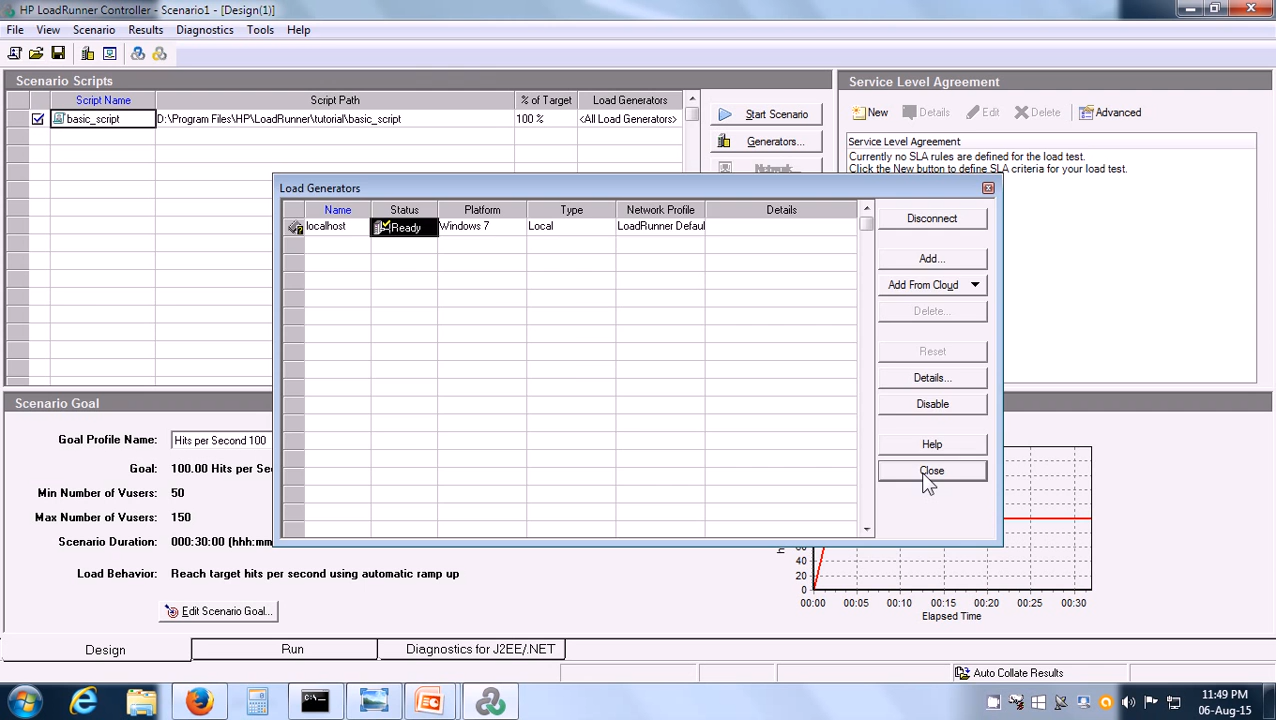 HP LoadRunner Controller - Scenario1 - [Design(1)]
File View Scenario Results Diagnostics Tools Help
Scenario Scripts
Service Level Agreement
Script Name Script Path % of Target Load Generators
basic_script D:\Program Files\HP\LoadRunner\tutorial\basic_script 100 % <All Load Generators>
Start Scenario
Generators...
New Details Edit Delete Advanced
Service Level Agreement
Currently no SLA rules are defined for the load test.
Click the New button to define SLA criteria for your load test.
Load Generators
Name Status Platform Type Network Profile Details
localhost Ready Windows 7 Local LoadRunner Defaul
Disconnect
Add...
Add From Cloud
Delete...
Reset
Details...
Disable
Help
Close
Scenario Goal
Goal Profile Name: Hits per Second 100
Goal: 100.00 Hits per Sec
Min Number of Vusers: 50
Max Number of Vusers: 150
Scenario Duration: 000:30:00 (hhh:mm
Load Behavior: Reach target hits per second using automatic ramp up
Edit Scenario Goal...
40
20
0
00:00 00:05 00:10 00:15 00:20 00:25 00:30
Elapsed Time
Design Run Diagnostics for J2EE/.NET
Auto Collate Results
11:49 PM
06-Aug-15